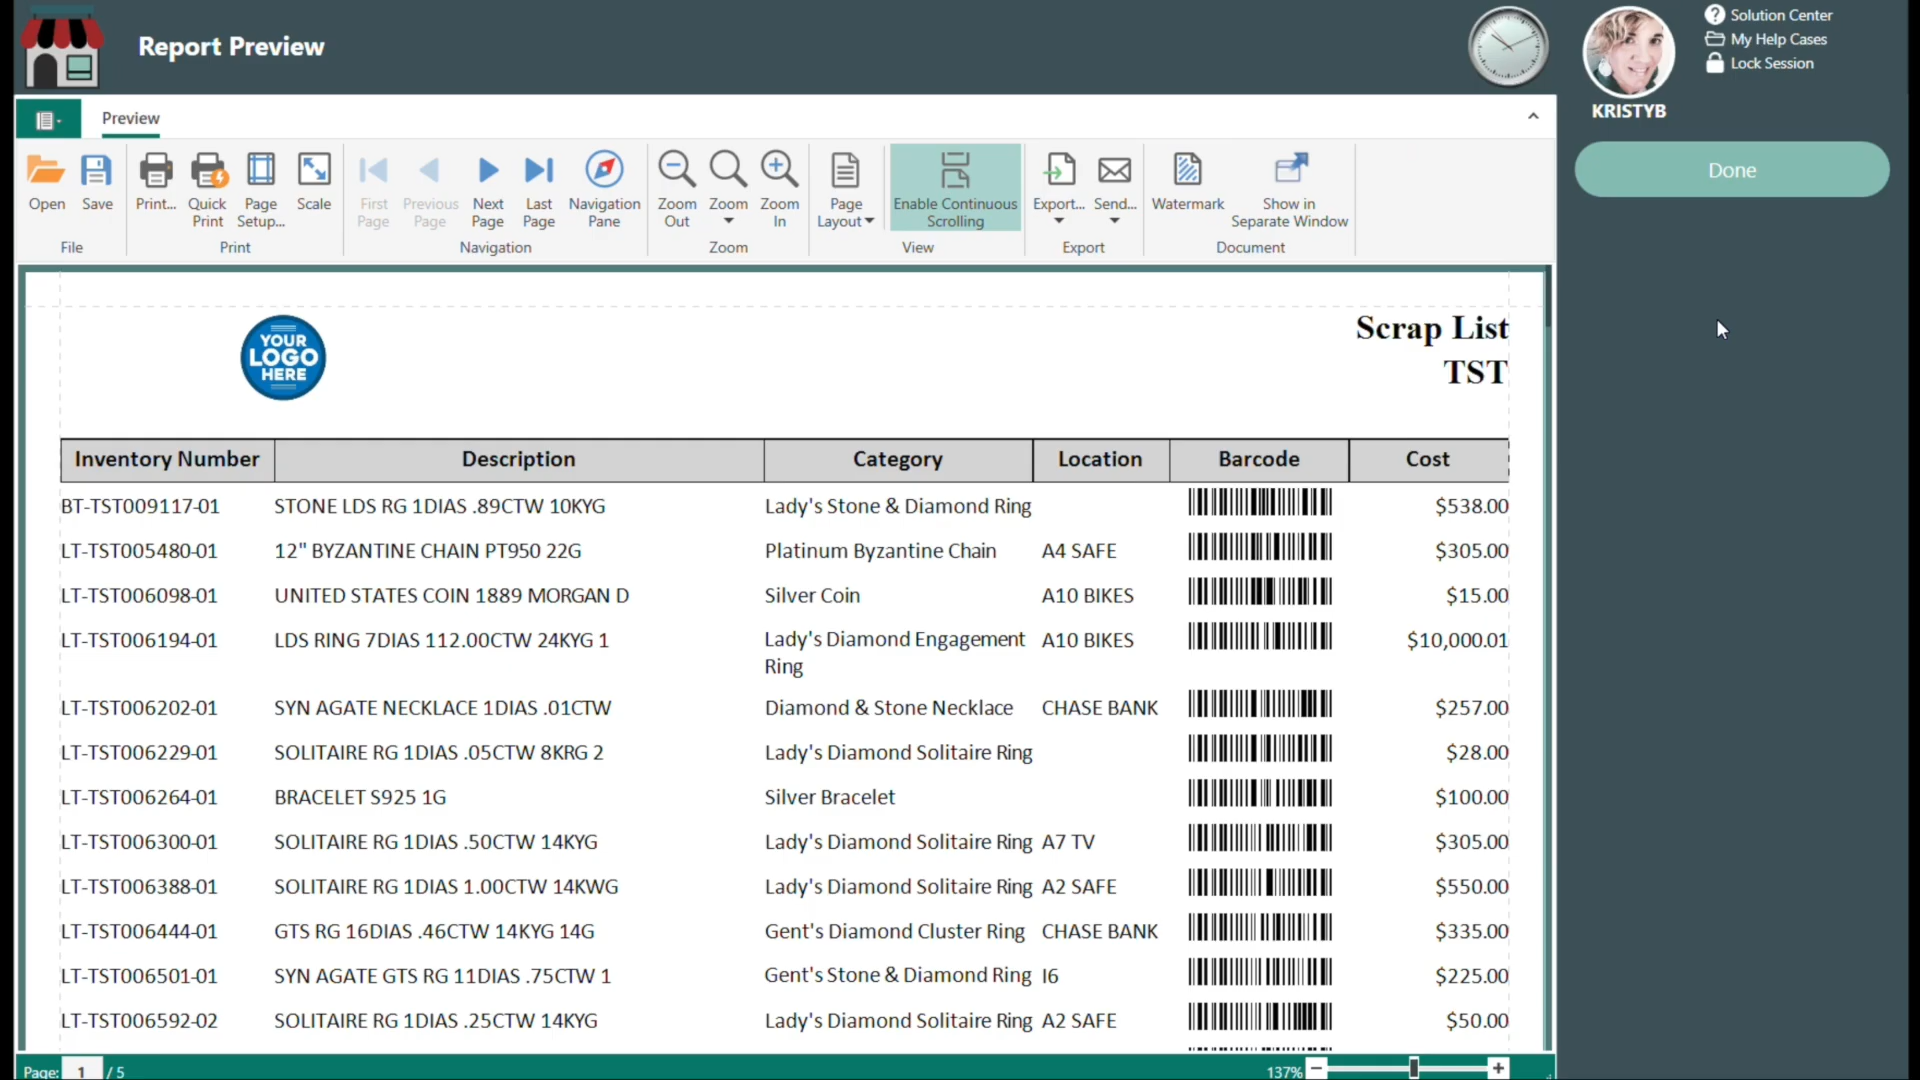 Report Preview
Solution Center
My Help Cases
Lock Session
KRISTYB
Done
Preview
Open
Save
File
Print...
Quick
Print
Page
Setup...
Scale
Print
First
Page
Previous
Page
Next
Page
Last
Page
Navigation
Pane
Navigation
Zoom
Out
Zoom
Zoom
In
Zoom
Page
Layout
Enable Continuous
Scrolling
View
Export...
Send...
Export
Watermark
Show in
Separate Window
Document
YOUR
LOGO
HERE
Scrap List
TST
Inventory Number Description Category Location Barcode Cost
BT-TST009117-01 STONE LDS RG 1DIAS .89CTW 10KYG Lady's Stone & Diamond Ring $538.00
LT-TST005480-01 12" BYZANTINE CHAIN PT950 22G Platinum Byzantine Chain A4 SAFE $305.00
LT-TST006098-01 UNITED STATES COIN 1889 MORGAN D Silver Coin A10 BIKES $15.00
LT-TST006194-01 LDS RING 7DIAS 112.00CTW 24KYG 1 Lady's Diamond Engagement A10 BIKES $10,000.01
Ring
LT-TST006202-01 SYN AGATE NECKLACE 1DIAS .01CTW Diamond & Stone Necklace CHASE BANK $257.00
LT-TST006229-01 SOLITAIRE RG 1DIAS .05CTW 8KRG 2 Lady's Diamond Solitaire Ring $28.00
LT-TST006264-01 BRACELET S925 1G Silver Bracelet $100.00
LT-TST006300-01 SOLITAIRE RG 1DIAS .50CTW 14KYG Lady's Diamond Solitaire Ring A7 TV $305.00
LT-TST006388-01 SOLITAIRE RG 1DIAS 1.00CTW 14KWG Lady's Diamond Solitaire Ring A2 SAFE $550.00
LT-TST006444-01 GTS RG 16DIAS .46CTW 14KYG 14G Gent's Diamond Cluster Ring CHASE BANK $335.00
LT-TST006501-01 SYN AGATE GTS RG 11DIAS .75CTW 1 Gent's Stone & Diamond Ring I6 $225.00
LT-TST006592-02 SOLITAIRE RG 1DIAS .25CTW 14KYG Lady's Diamond Solitaire Ring A2 SAFE $50.00
Page: 1 / 5
137%